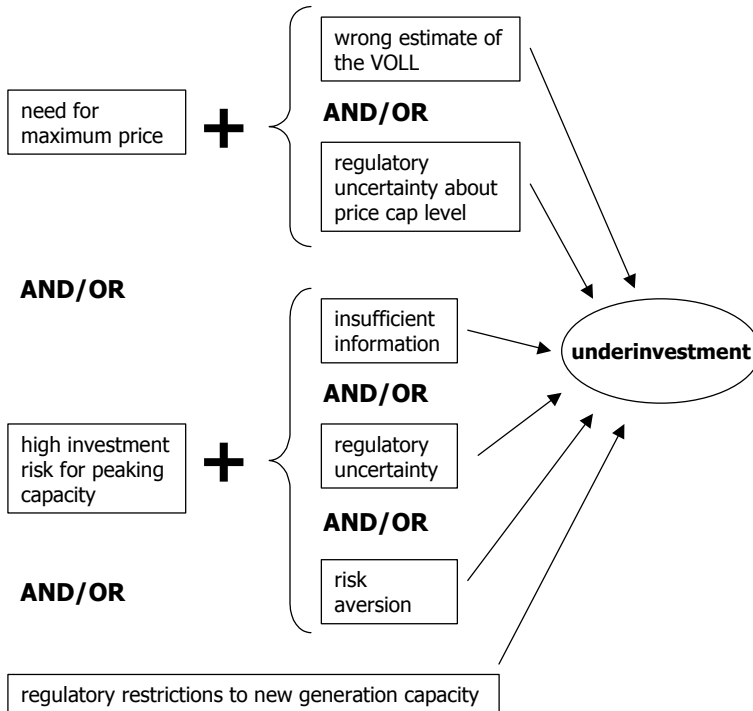 wrong estimate of
the VOLL
need for
maximum price
+
AND/OR
regulatory
uncertainty about
price cap level
AND/OR
insufficient
information
underinvestment
AND/OR
high investment
risk for peaking
capacity
+
regulatory
uncertainty
AND/OR
risk
aversion
AND/OR
regulatory restrictions to new generation capacity